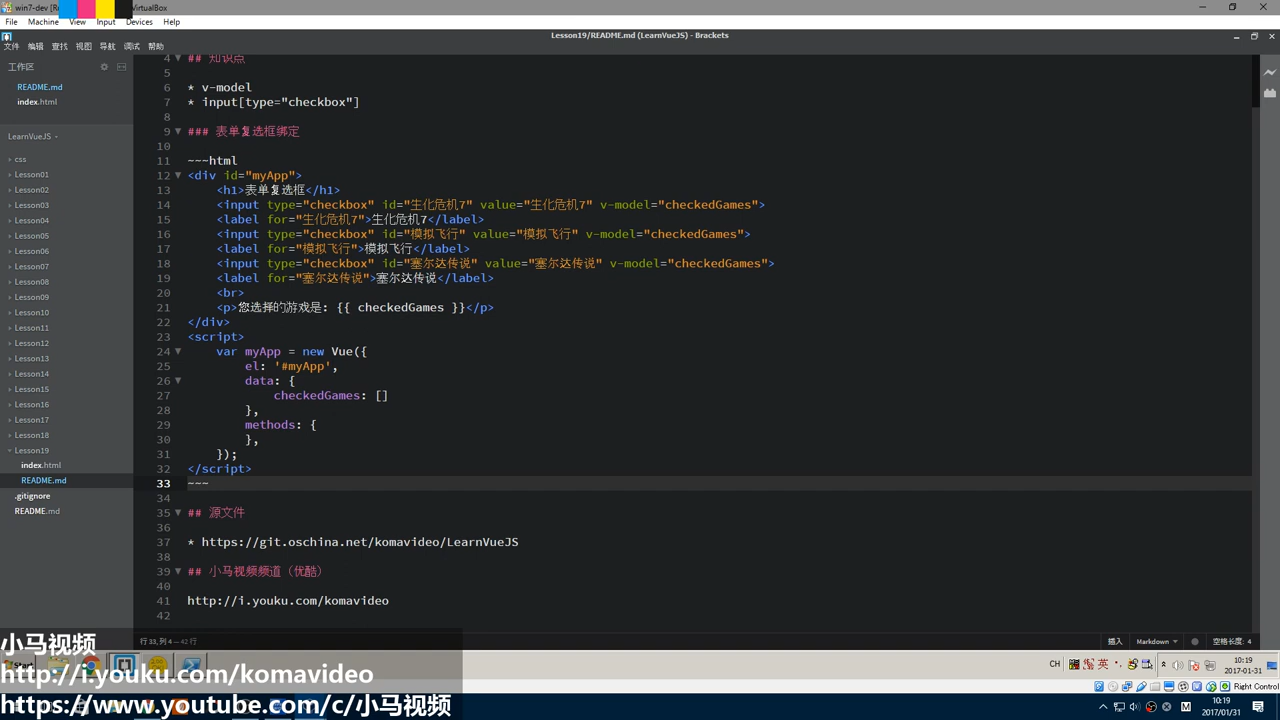 win7-dev [R VirtualBox
File Machine View Input Devices Help
Lesson19/README.md (LearnVueJS) - Brackets
文件 编辑 查找 视图 导航 调试 帮助
工作区
README.md
index.html
LearnVueJS
css
Lesson01
Lesson02
Lesson03
Lesson04
Lesson05
Lesson06
Lesson07
Lesson08
Lesson09
Lesson10
Lesson11
Lesson12
Lesson13
Lesson14
Lesson15
Lesson16
Lesson17
Lesson18
Lesson19
index.html
README.md
.gitignore
README.md
4 ## 知识点
5
6 * v-model
7 * input[type="checkbox"]
8
9 ### 表单复选框绑定
10
11 ~~~html
12 <div id="myApp">
13 <h1>表单复选框</h1>
14 <input type="checkbox" id="生化危机7" value="生化危机7" v-model="checkedGames">
15 <label for="生化危机7">生化危机7</label>
16 <input type="checkbox" id="模拟飞行" value="模拟飞行" v-model="checkedGames">
17 <label for="模拟飞行">模拟飞行</label>
18 <input type="checkbox" id="塞尔达传说" value="塞尔达传说" v-model="checkedGames">
19 <label for="塞尔达传说">塞尔达传说</label>
20 <br>
21 <p>您选择的游戏是: {{ checkedGames }}</p>
22 </div>
23 <script>
24 var myApp = new Vue({
25 el: '#myApp',
26 data: {
27 checkedGames: []
28 },
29 methods: {
30 },
31 });
32 </script>
33 ~~~
34
35 ## 源文件
36
37 * https://git.oschina.net/komavideo/LearnVueJS
38
39 ## 小马视频频道（优酷）
40
41 http://i.youku.com/komavideo
42
行 33, 列 4 — 42 行
插入 Markdown 空格长度: 4
小马视频
http://i.youku.com/komavideo
https://www.youtube.com/c/小马视频
Start
CH 英 10:19
2017-01-31
Right Control
M 10:19
2017/01/31